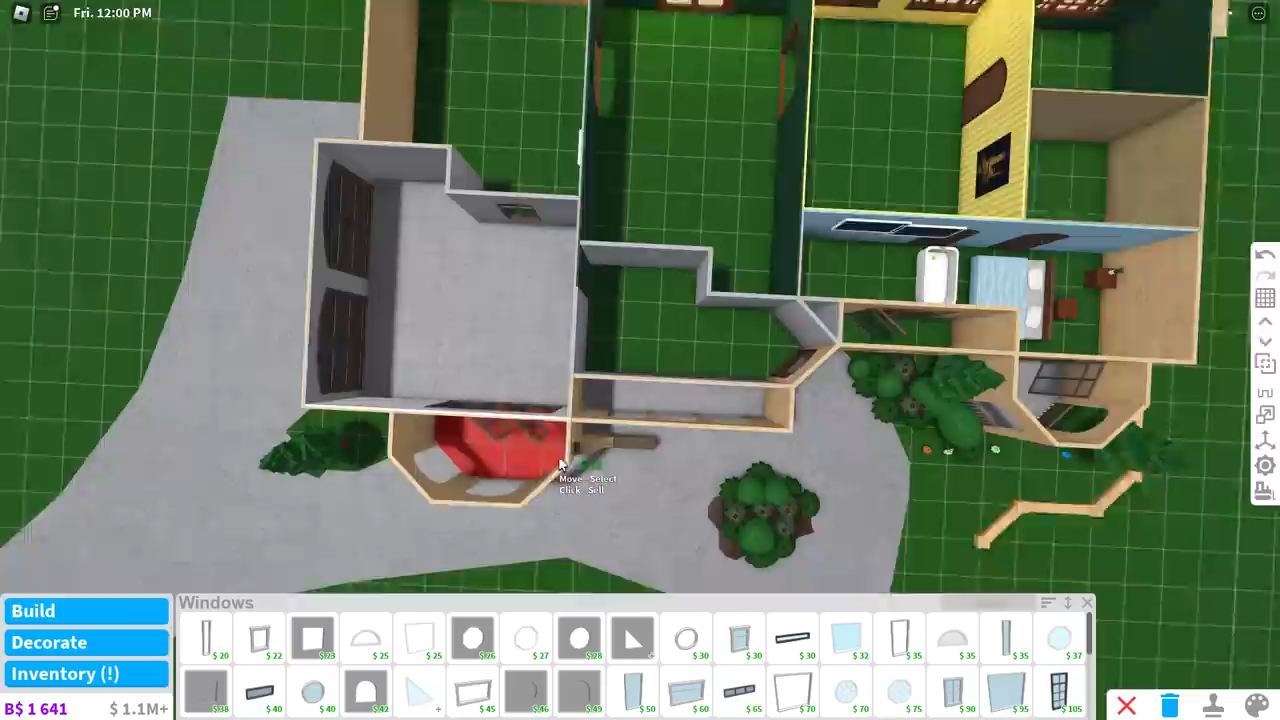 Fri. 12:00 PM
Move Select
Click Sell
Build
Decorate
Inventory (!)
B$ 1 641 $ 1.1M+
Windows
$ 20 $ 22 $ 23 $ 25 $ 25 $ 26 $ 27 $ 28 $ 30 $ 30 $ 30 $ 32 $ 35 $ 35 $ 35 $ 37
$ 38 $ 40 $ 40 $ 42 $ 45 $ 46 $ 49 $ 50 $ 60 $ 65 $ 70 $ 70 $ 75 $ 90 $ 95 $ 105